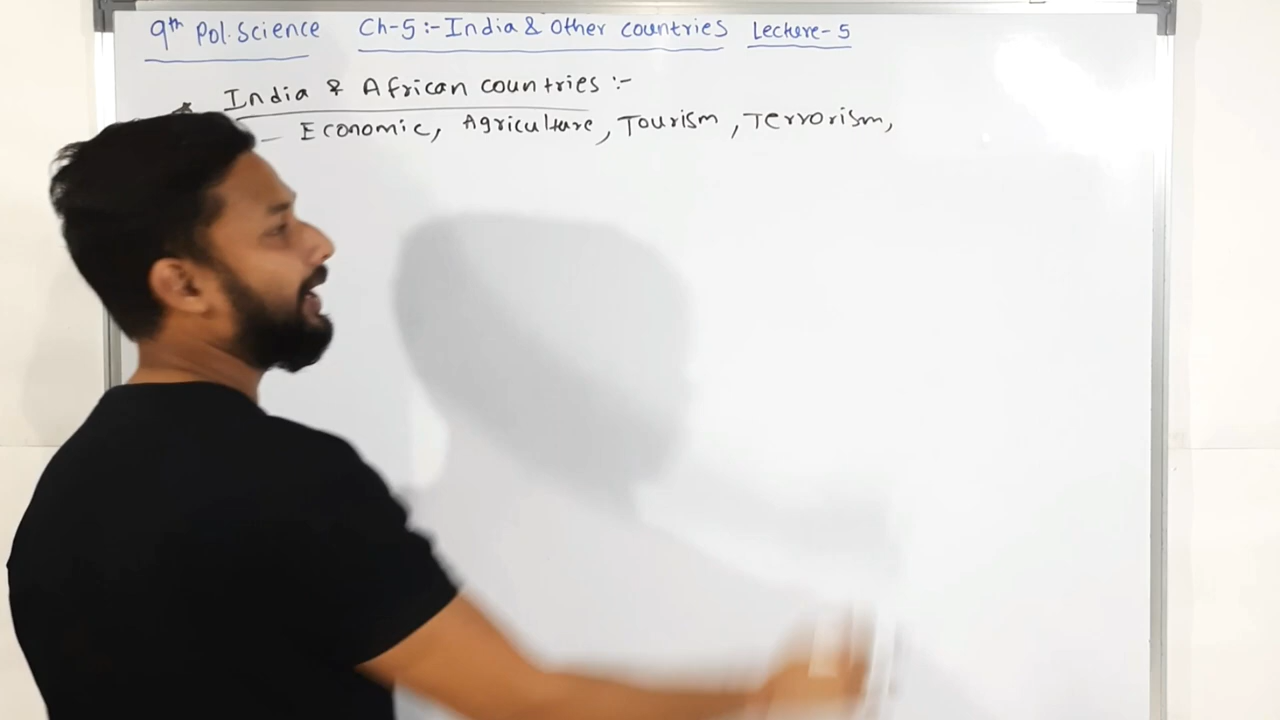 9th Pol. Science Ch-5:- India & Other countries Lecture-5
India & African countries :-
— Economic, Agriculture, Tourism, Terrorism,